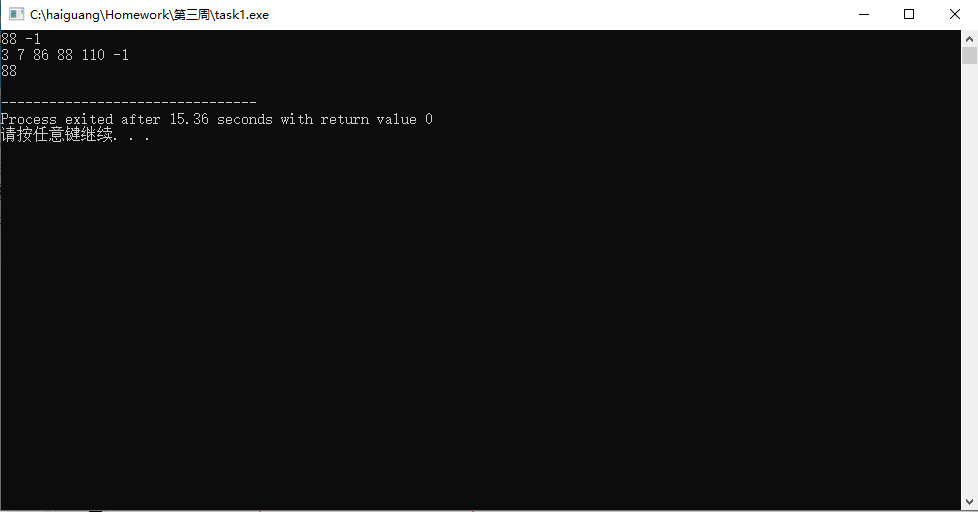 C:\haiguang\Homework\第三周\task1.exe
88 -1
3 7 86 88 110 -1
88
--------------------------------
Process exited after 15.36 seconds with return value 0
请按任意键继续. . .